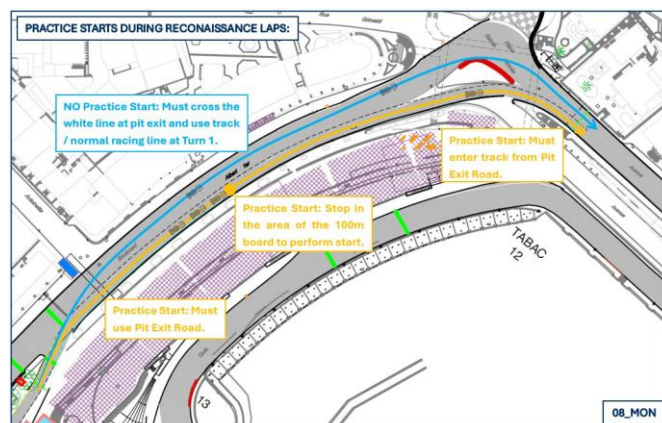 PRACTICE STARTS DURING RECONAISSANCE LAPS:
NO Practice Start: Must cross the
white line at pit exit and use track
/ normal racing line at Turn 1.
Practice Start: Must
enter track from Pit
Exit Road.
Practice Start: Stop in
the area of the 100m
board to perform start.
Practice Start: Must
use Pit Exit Road.
Albert 1er
Boulevard
TABAC
12
13
08_MON